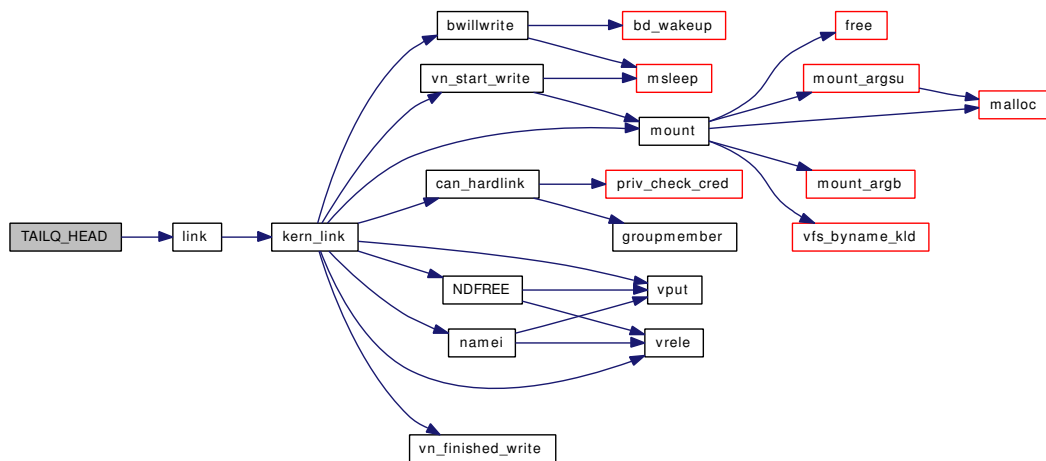 bwillwrite
bd_wakeup
free
vn_start_write
msleep
mount_argsu
malloc
mount
can_hardlink
priv_check_cred
mount_argb
TAILQ_HEAD
link
kern_link
groupmember
vfs_byname_kld
NDFREE
vput
namei
vrele
vn_finished_write